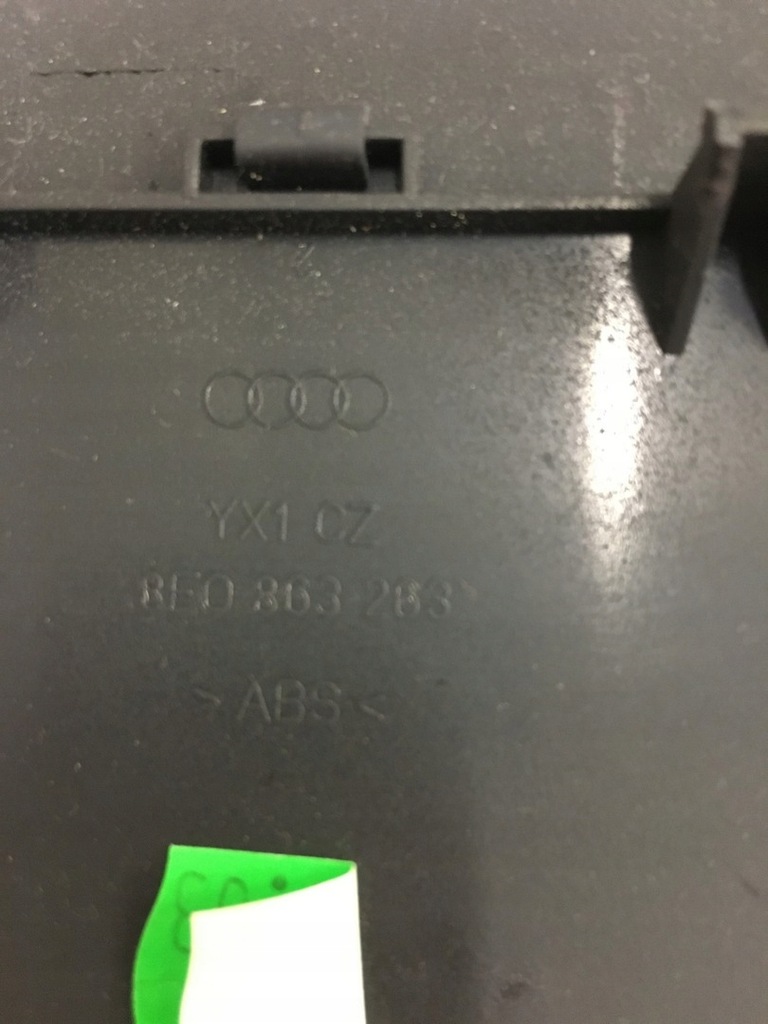 YX1 CZ
8E0 863 283
>ABS<